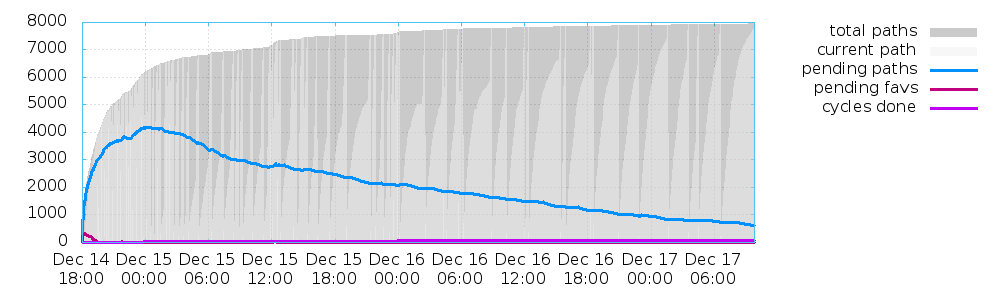 8000
7000
6000
5000
4000
3000
2000
1000
0
Dec 14 Dec 15 Dec 15 Dec 15 Dec 15 Dec 16 Dec 16 Dec 16 Dec 16 Dec 17 Dec 17
18:00 00:00 06:00 12:00 18:00 00:00 06:00 12:00 18:00 00:00 06:00
total paths
current path
pending paths
pending favs
cycles done